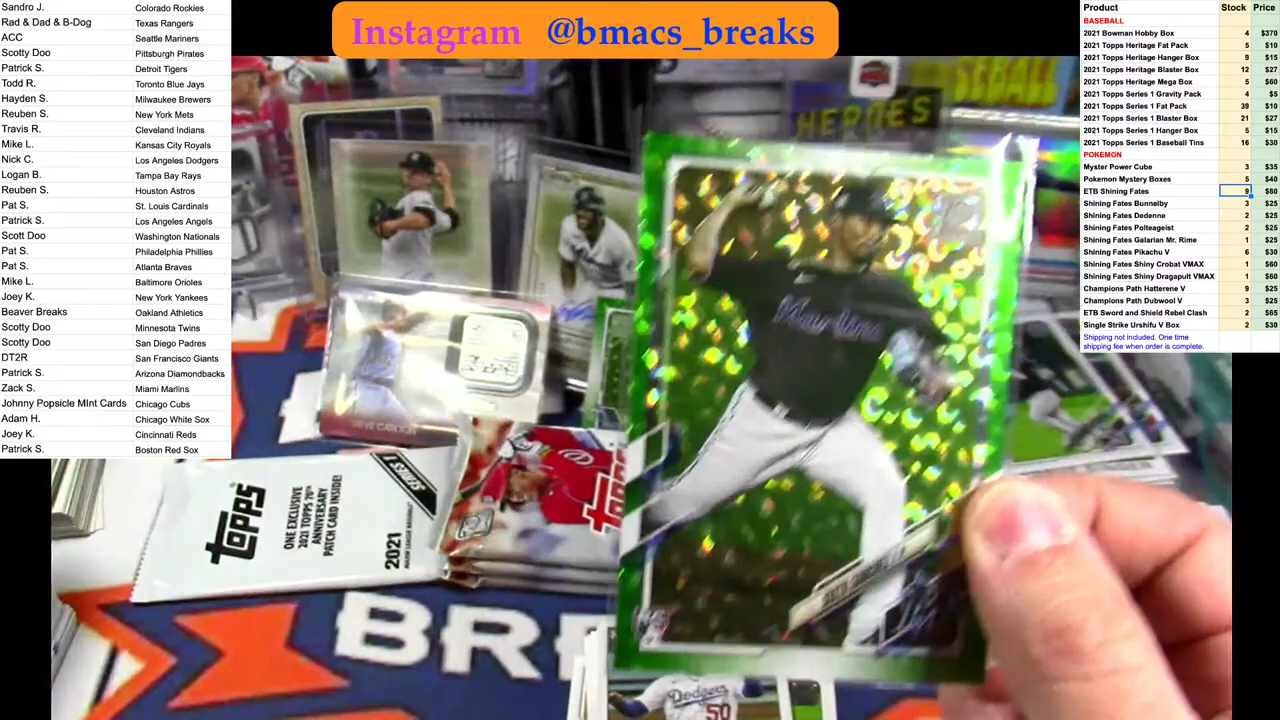 Instagram @bmacs_breaks
Sandro J. Colorado Rockies
Rad & Dad & B-Dog Texas Rangers
ACC Seattle Mariners
Scotty Doo Pittsburgh Pirates
Patrick S. Detroit Tigers
Todd R. Toronto Blue Jays
Hayden S. Milwaukee Brewers
Reuben S. New York Mets
Travis R. Cleveland Indians
Mike L. Kansas City Royals
Nick C. Los Angeles Dodgers
Logan B. Tampa Bay Rays
Reuben S. Houston Astros
Pat S. St. Louis Cardinals
Patrick S. Los Angeles Angels
Scott Doo Washington Nationals
Pat S. Philadelphia Phillies
Pat S. Atlanta Braves
Mike L. Baltimore Orioles
Joey K. New York Yankees
Beaver Breaks Oakland Athletics
Scotty Doo Minnesota Twins
Scotty Doo San Diego Padres
DT2R San Francisco Giants
Patrick S. Arizona Diamondbacks
Zack S. Miami Marlins
Johnny Popsicle MInt Cards Chicago Cubs
Adam H. Chicago White Sox
Joey K. Cincinnati Reds
Patrick S. Boston Red Sox
Product Stock Price
BASEBALL
2021 Bowman Hobby Box 4 $370
2021 Topps Heritage Fat Pack 5 $10
2021 Topps Heritage Hanger Box 9 $15
2021 Topps Heritage Blaster Box 12 $27
2021 Topps Heritage Mega Box 5 $60
2021 Topps Series 1 Gravity Pack 4 $5
2021 Topps Series 1 Fat Pack 39 $10
2021 Topps Series 1 Blaster Box 21 $27
2021 Topps Series 1 Hanger Box 5 $15
2021 Topps Series 1 Baseball Tins 16 $30
POKEMON
Myster Power Cube 3 $35
Pokemon Mystery Boxes 5 $40
ETB Shining Fates 9 $80
Shining Fates Bunnelby 3 $25
Shining Fates Dedenne 2 $25
Shining Fates Polteageist 2 $25
Shining Fates Galarian Mr. Rime 1 $25
Shining Fates Pikachu V 6 $30
Shining Fates Shiny Crobat VMAX 1 $60
Shining Fates Shiny Dragapult VMAX 1 $60
Champions Path Hatterene V 9 $25
Champions Path Dubwool V 3 $25
ETB Sword and Shield Rebel Clash 2 $65
Single Strike Urshifu V Box 2 $30
Shipping not included. One time
shipping fee when order is complete.
HEROES
Marlins
STEVE CARLTON
topps
ONE EXCLUSIVE
2021 TOPPS 70th
ANNIVERSARY
PATCH CARD INSIDE!
SERIES 1
2021
topps
BRE
Dodgers
50